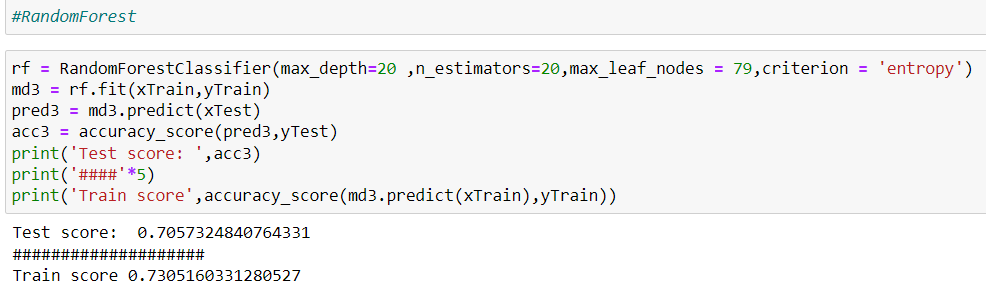 #RandomForest
rf = RandomForestClassifier(max_depth=20 ,n_estimators=20,max_leaf_nodes = 79,criterion = 'entropy')
md3 = rf.fit(xTrain,yTrain)
pred3 = md3.predict(xTest)
acc3 = accuracy_score(pred3,yTest)
print('Test score: ',acc3)
print('####'*5)
print('Train score',accuracy_score(md3.predict(xTrain),yTrain))
Test score:  0.7057324840764331
####################
Train score 0.7305160331280527